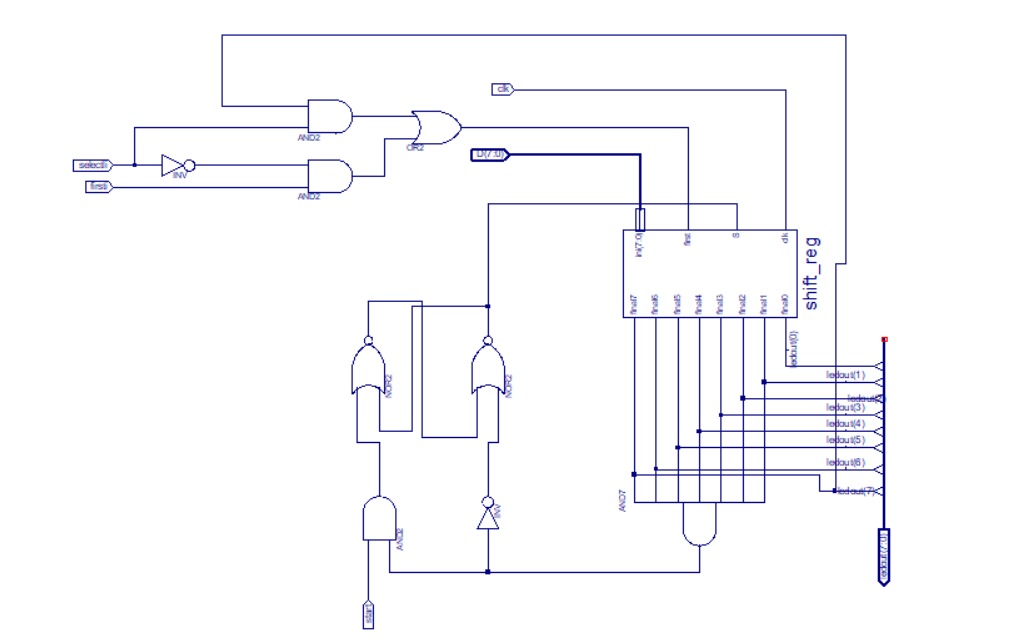 clk
AND2
OR2
D(7:0)
selecti
INV
firsti
AND2
in(7:0)
first
S
clk
shift_reg
final7
final6
final5
final4
final3
final2
final1
final0
ledout(0)
NOR2
NOR2
ledout(1)
ledout(3)
ledout(4)
ledout(5)
ledout(6)
ledout(7)
AND7
INV
AND2
ledout(7:0)
start